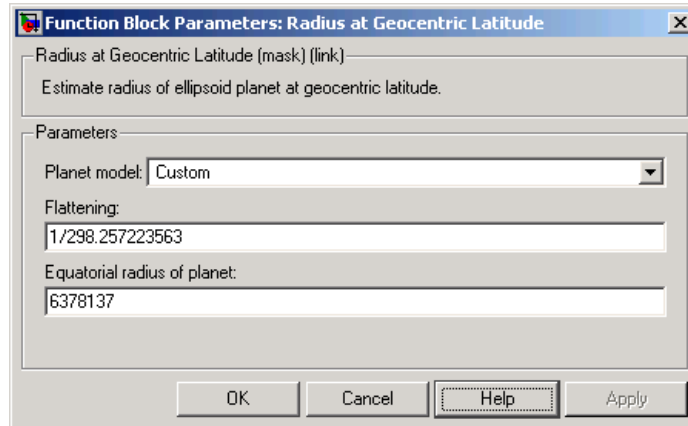 Function Block Parameters: Radius at Geocentric Latitude
Radius at Geocentric Latitude (mask) (link)
Estimate radius of ellipsoid planet at geocentric latitude.
Parameters
Planet model: Custom
Flattening:
1/298.257223563
Equatorial radius of planet:
6378137
OK Cancel Help Apply